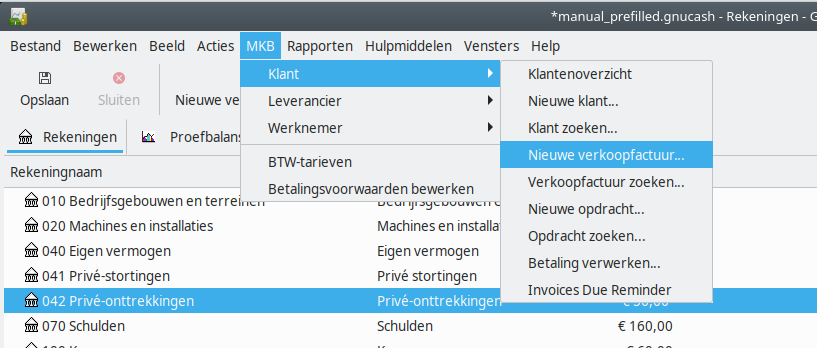 *manual_prefilled.gnucash - Rekeningen - G
Bestand Bewerken Beeld Acties MKB Rapporten Hulpmiddelen Vensters Help
Opslaan Sluiten Nieuwe ve
Rekeningen Proefbalans
Rekeningnaam
Klant
Leverancier
Werknemer
BTW-tarieven
Betalingsvoorwaarden bewerken
Klantenoverzicht
Nieuwe klant...
Klant zoeken...
Nieuwe verkoopfactuur...
Verkoopfactuur zoeken...
Nieuwe opdracht...
Opdracht zoeken...
Betaling verwerken...
Invoices Due Reminder
010 Bedrijfsgebouwen en terreinen Bedrijfsgebouwen en
020 Machines en installaties Machines en installa
040 Eigen vermogen Eigen vermogen
041 Privé-stortingen Privé stortingen
042 Privé-onttrekkingen Privé-onttrekkingen
070 Schulden Schulden € 160,00